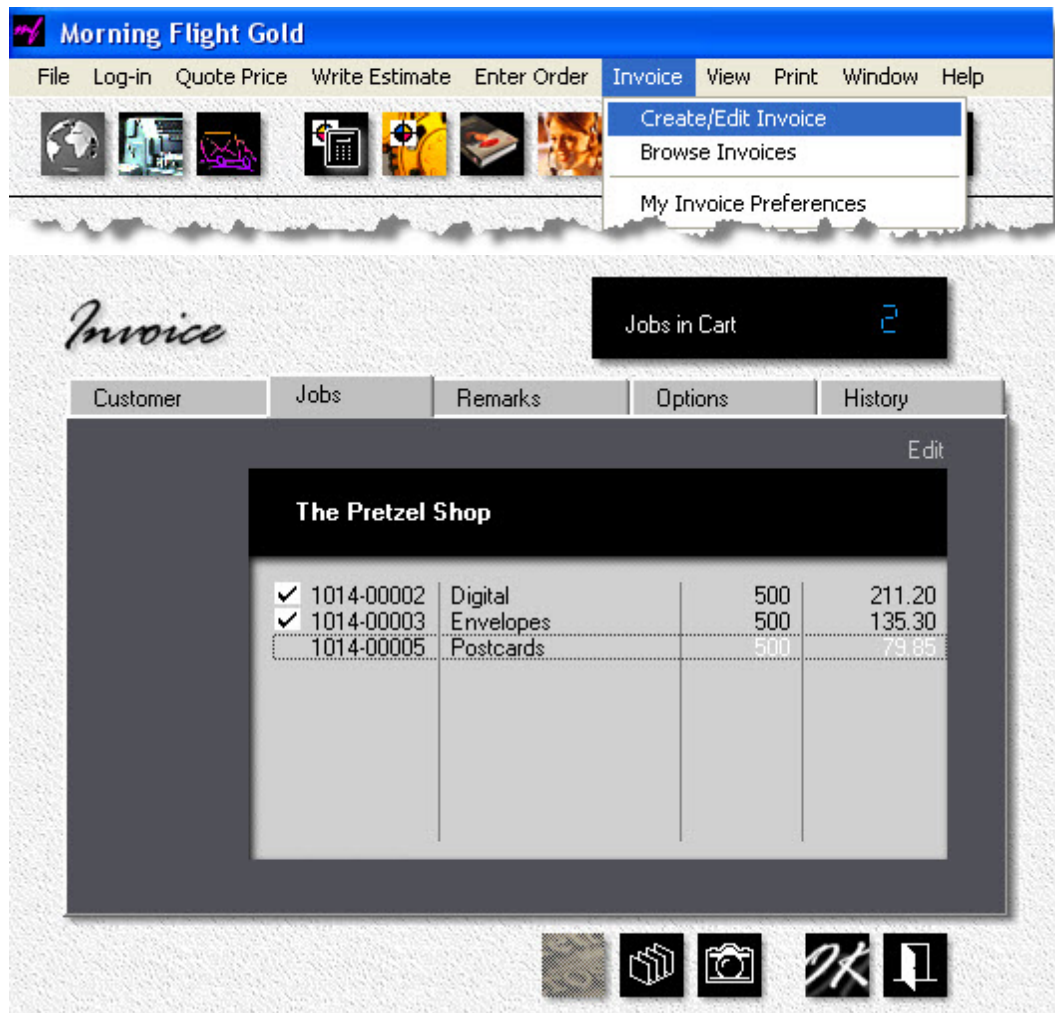 mf Morning Flight Gold
File Log-in Quote Price Write Estimate Enter Order Invoice View Print Window Help
Create/Edit Invoice
Browse Invoices
My Invoice Preferences
Invoice
Jobs in Cart 2
Customer Jobs Remarks Options History
Edit
The Pretzel Shop
1014-00002 Digital 500 211.20
1014-00003 Envelopes 500 135.30
1014-00005 Postcards 500 79.85
OK